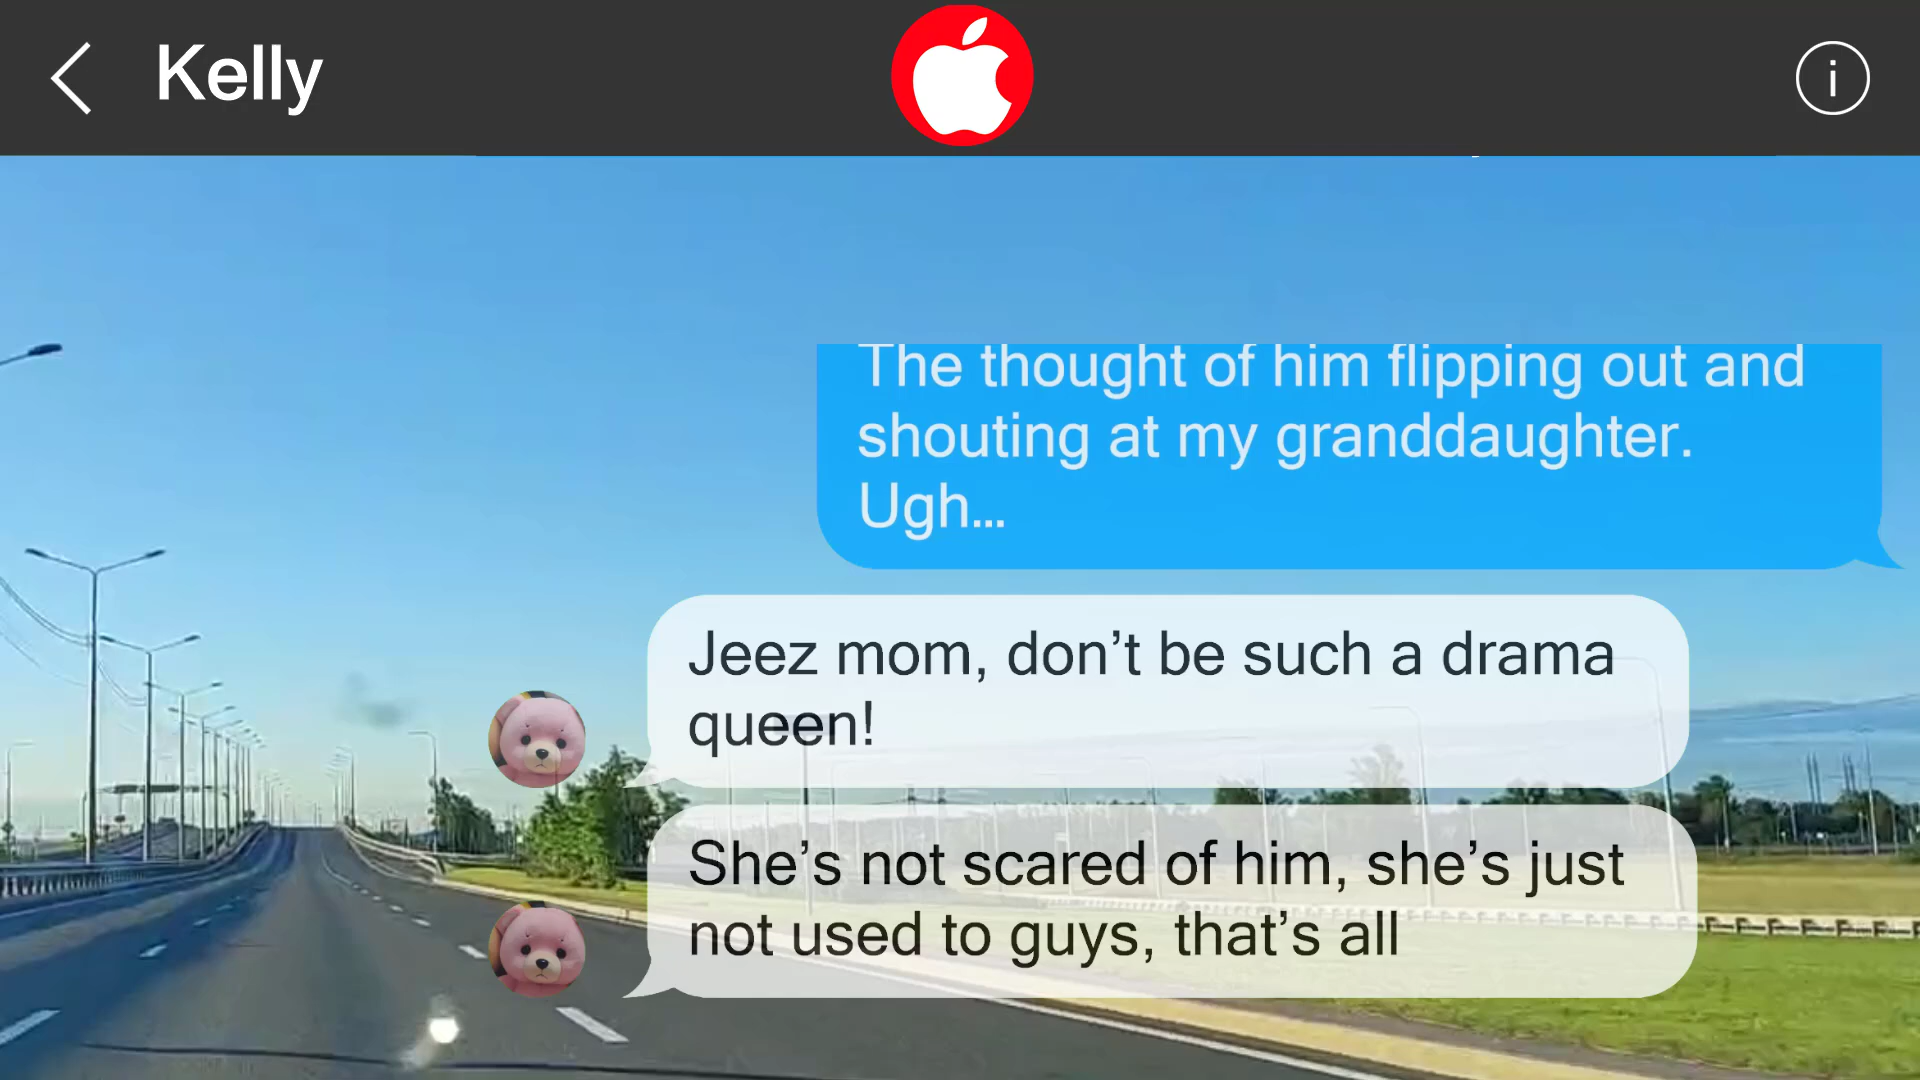 Kelly
The thought of him flipping out and
shouting at my granddaughter.
Ugh...
Jeez mom, don’t be such a drama
queen!
She’s not scared of him, she’s just
not used to guys, that’s all